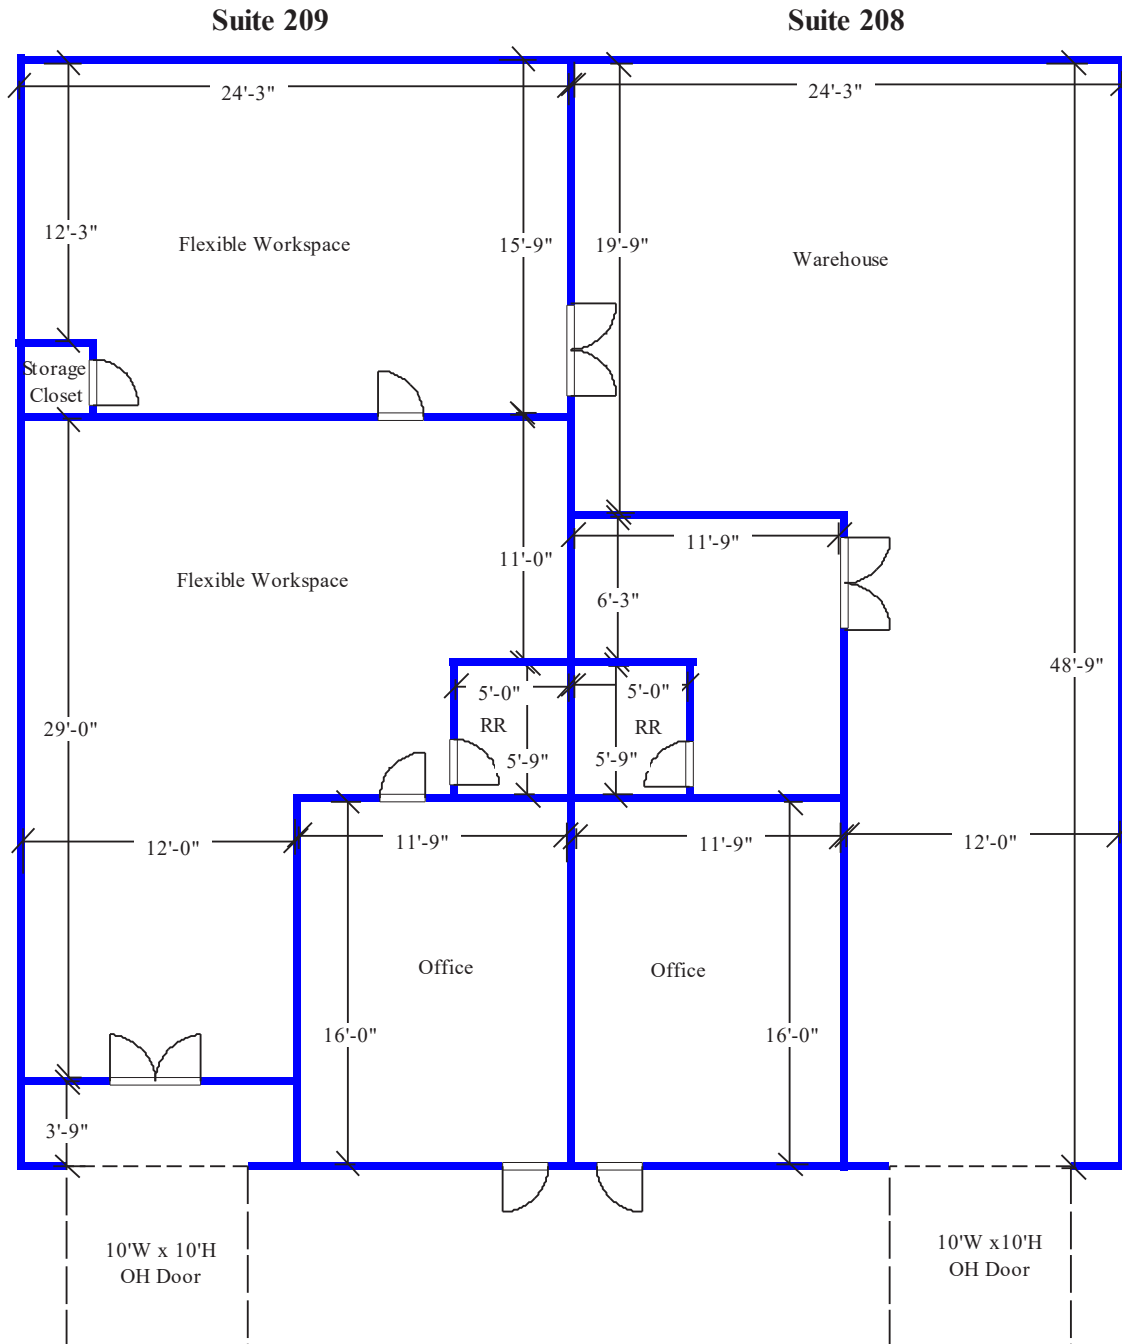 Suite 209
Suite 208
24'-3"
24'-3"
12'-3"
Flexible Workspace
15'-9"
19'-9"
Warehouse
Storage
Closet
11'-9"
11'-0"
Flexible Workspace
6'-3"
48'-9"
5'-0"
5'-0"
RR
RR
29'-0"
5'-9"
5'-9"
12'-0"
11'-9"
11'-9"
12'-0"
Office
Office
16'-0"
16'-0"
3'-9"
10'W x 10'H
OH Door
10'W x10'H
OH Door